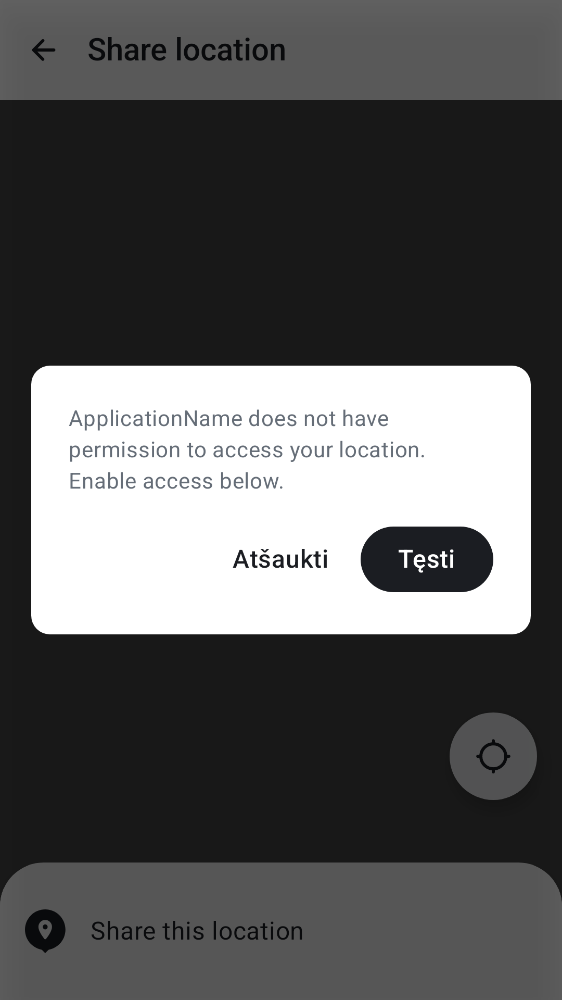 Share location
ApplicationName does not have
permission to access your location.
Enable access below.
Atšaukti
Tęsti
Share this location